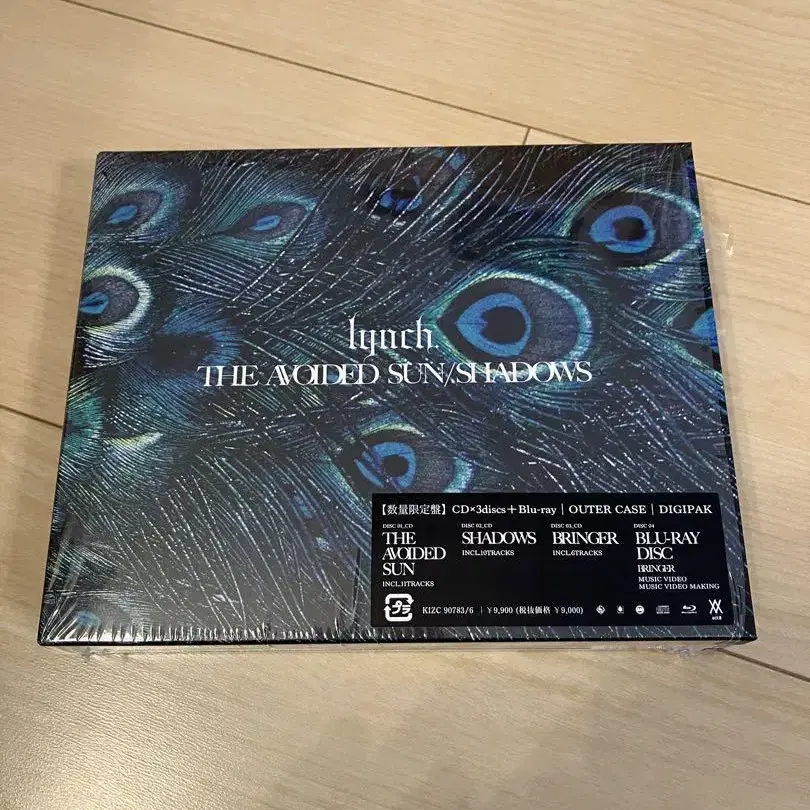 lynch.
THE AVOIDED SUN/SHADOWS
【数量限定盤】 CD×3discs+Blu-ray | OUTER CASE | DIGIPAK
DISC 01_CD
THE
AVOIDED
SUN
INCL.11TRACKS
DISC 02_CD
SHADOWS
INCL.10TRACKS
DISC 03_CD
BRINGER
INCL.6TRACKS
DISC 04
BLU-RAY
DISC
BRINGER
MUSIC VIDEO
MUSIC VIDEO MAKING
プラ
KIZC 90783/6 | ¥9,900 (税抜価格 ¥9,000)